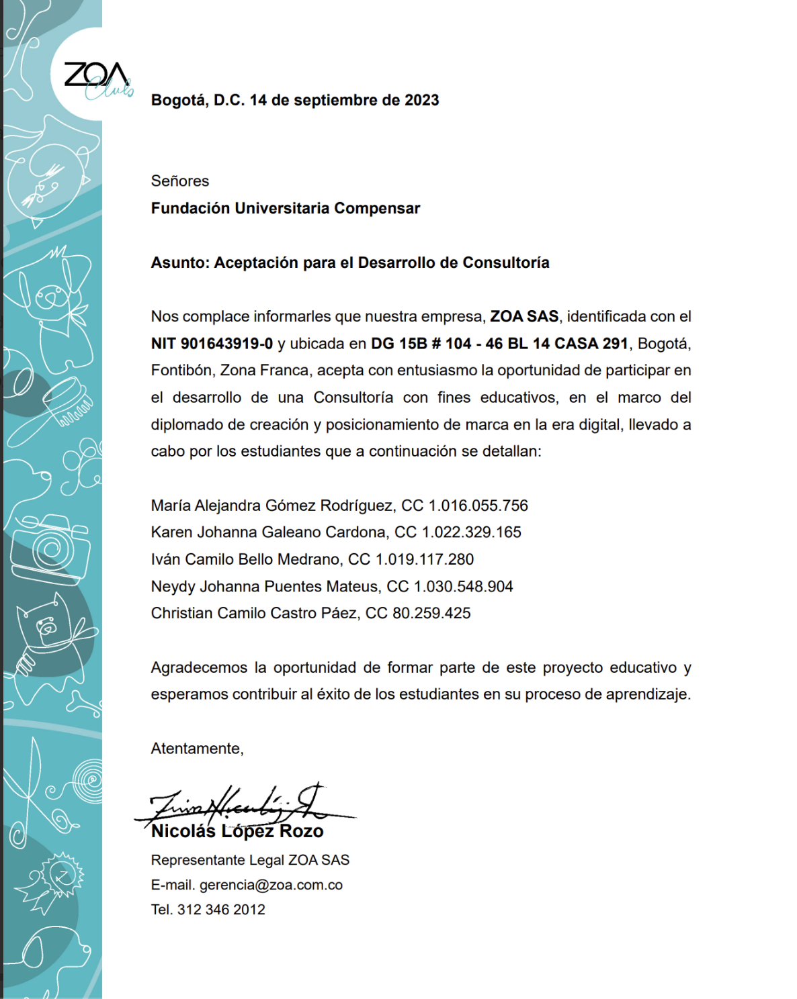 ZOA
Club
Bogotá, D.C. 14 de septiembre de 2023
Señores
Fundación Universitaria Compensar
Asunto: Aceptación para el Desarrollo de Consultoría
Nos complace informarles que nuestra empresa, ZOA SAS, identificada con el
NIT 901643919-0 y ubicada en DG 15B # 104 - 46 BL 14 CASA 291, Bogotá,
Fontibón, Zona Franca, acepta con entusiasmo la oportunidad de participar en
el desarrollo de una Consultoría con fines educativos, en el marco del
diplomado de creación y posicionamiento de marca en la era digital, llevado a
cabo por los estudiantes que a continuación se detallan:
María Alejandra Gómez Rodríguez, CC 1.016.055.756
Karen Johanna Galeano Cardona, CC 1.022.329.165
Iván Camilo Bello Medrano, CC 1.019.117.280
Neydy Johanna Puentes Mateus, CC 1.030.548.904
Christian Camilo Castro Páez, CC 80.259.425
Agradecemos la oportunidad de formar parte de este proyecto educativo y
esperamos contribuir al éxito de los estudiantes en su proceso de aprendizaje.
Atentamente,
Nicolás López Rozo
Representante Legal ZOA SAS
E-mail. gerencia@zoa.com.co
Tel. 312 346 2012